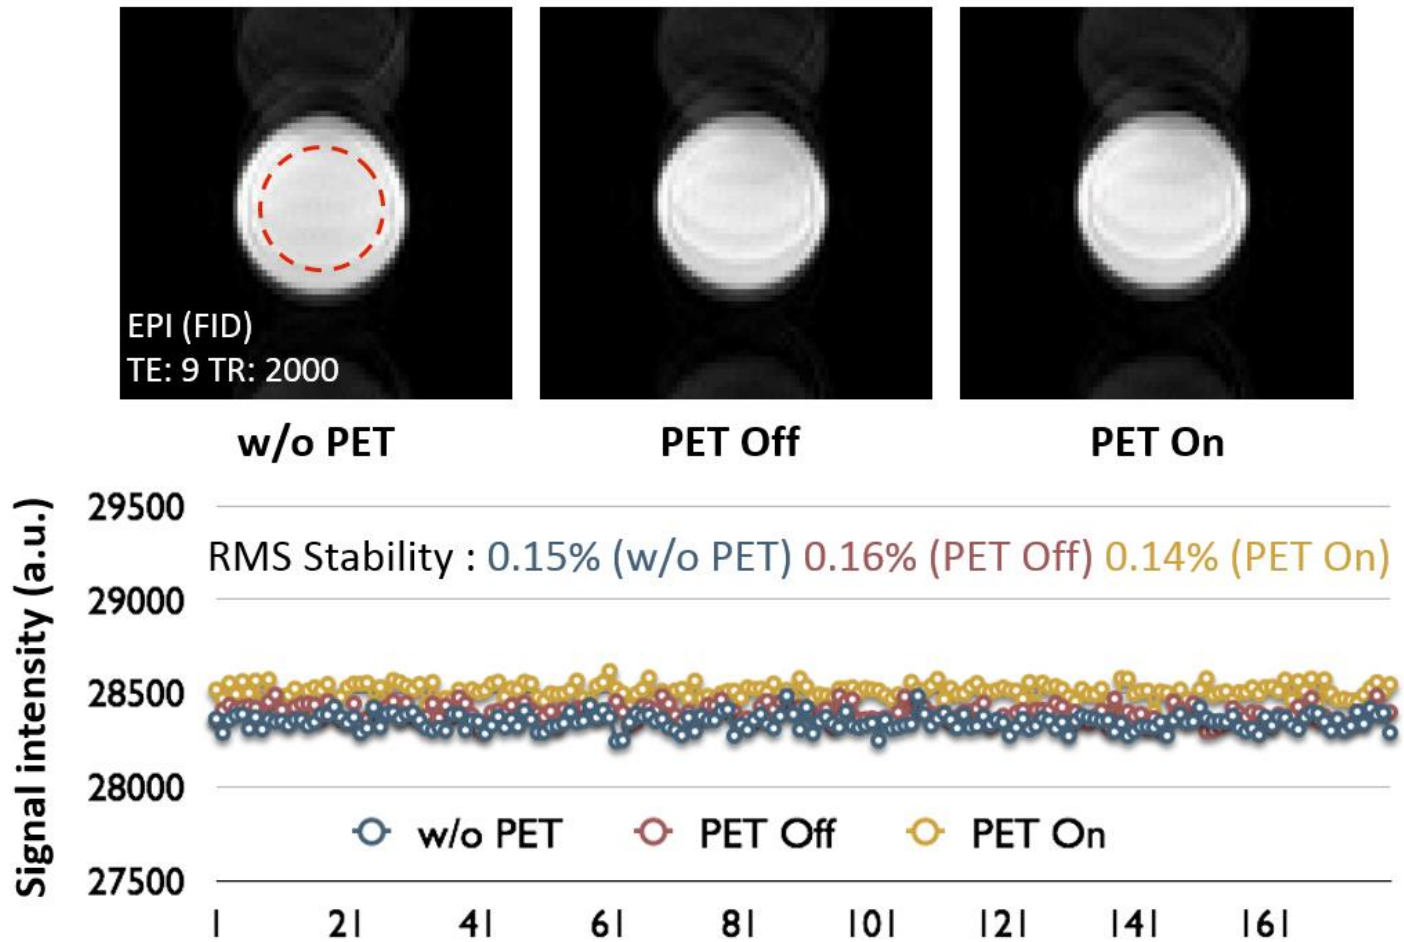 EPI (FID)
TE: 9 TR: 2000
w/o PET
PET Off
PET On
Signal intensity (a.u.)
29500
RMS Stability : 0.15% (w/o PET) 0.16% (PET Off) 0.14% (PET On)
29000
28500
28000
w/o PET PET Off PET On
27500
1 21 41 61 81 101 121 141 161